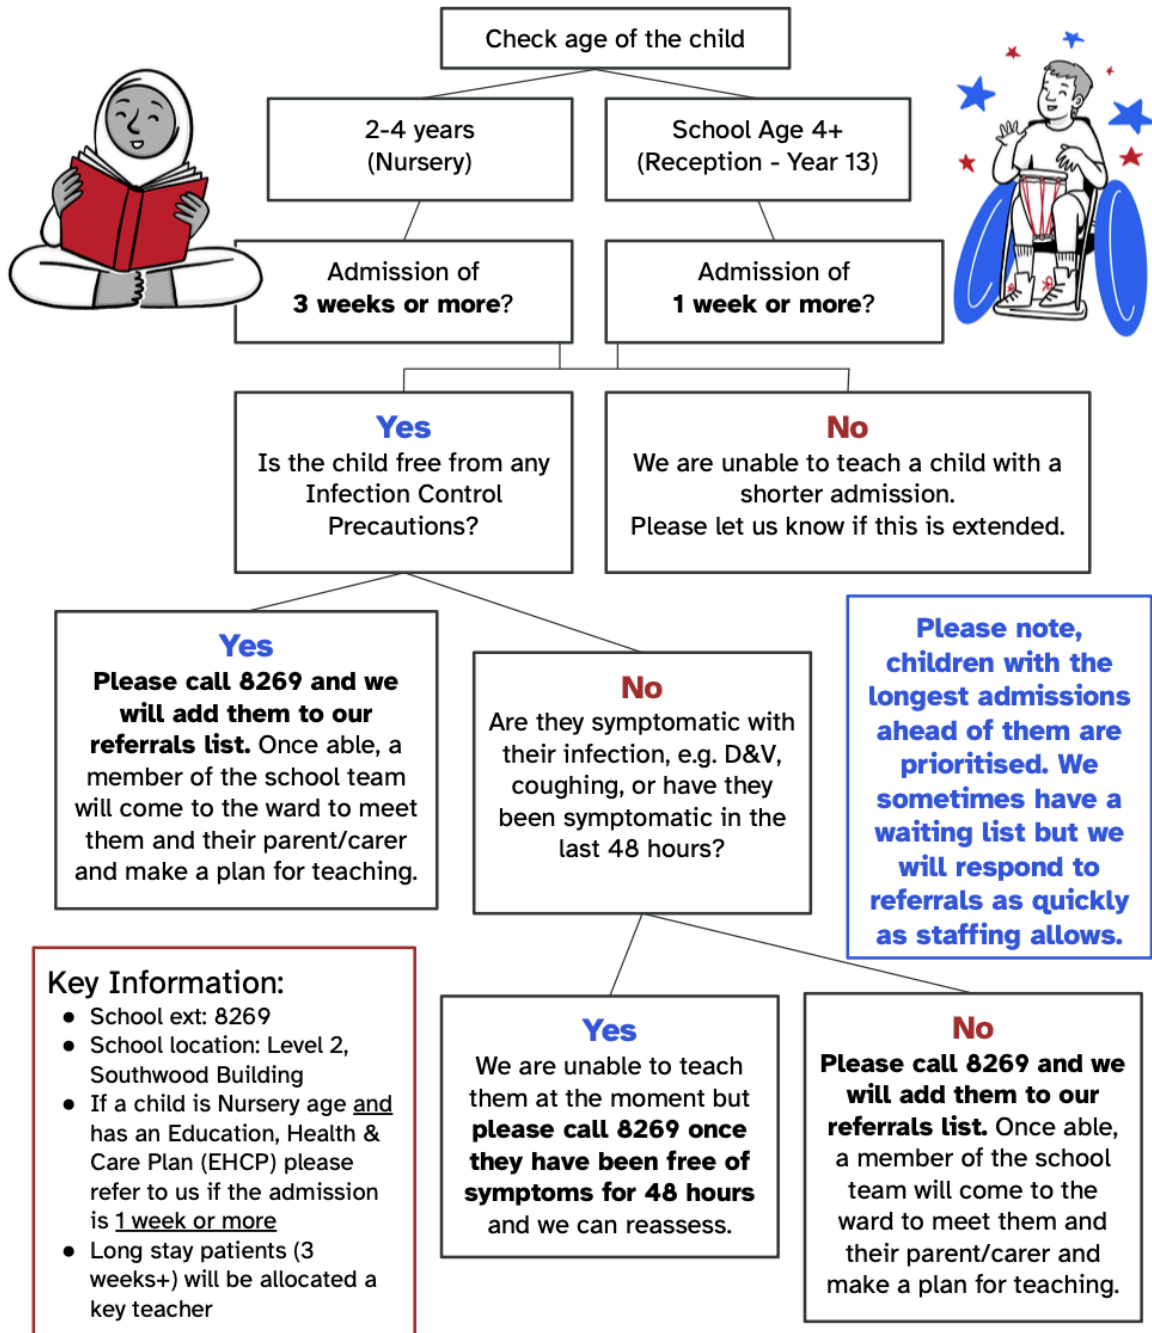 Check age of the child
2-4 years
(Nursery)
School Age 4+
(Reception - Year 13)
Admission of
3 weeks or more?
Admission of
1 week or more?
Yes
Is the child free from any
Infection Control
Precautions?
No
We are unable to teach a child with a
shorter admission.
Please let us know if this is extended.
Yes
Please call 8269 and we
will add them to our
referrals list. Once able, a
member of the school team
will come to the ward to meet
them and their parent/carer
and make a plan for teaching.
No
Are they symptomatic with
their infection, e.g. D&V,
coughing, or have they
been symptomatic in the
last 48 hours?
Please note,
children with the
longest admissions
ahead of them are
prioritised. We
sometimes have a
waiting list but we
will respond to
referrals as quickly
as staffing allows.
Key Information:
● School ext: 8269
● School location: Level 2,
Southwood Building
● If a child is Nursery age and
has an Education, Health &
Care Plan (EHCP) please
refer to us if the admission
is 1 week or more
● Long stay patients (3
weeks+) will be allocated a
key teacher
Yes
We are unable to teach
them at the moment but
please call 8269 once
they have been free of
symptoms for 48 hours
and we can reassess.
No
Please call 8269 and we
will add them to our
referrals list. Once able,
a member of the school
team will come to the
ward to meet them and
their parent/carer and
make a plan for teaching.